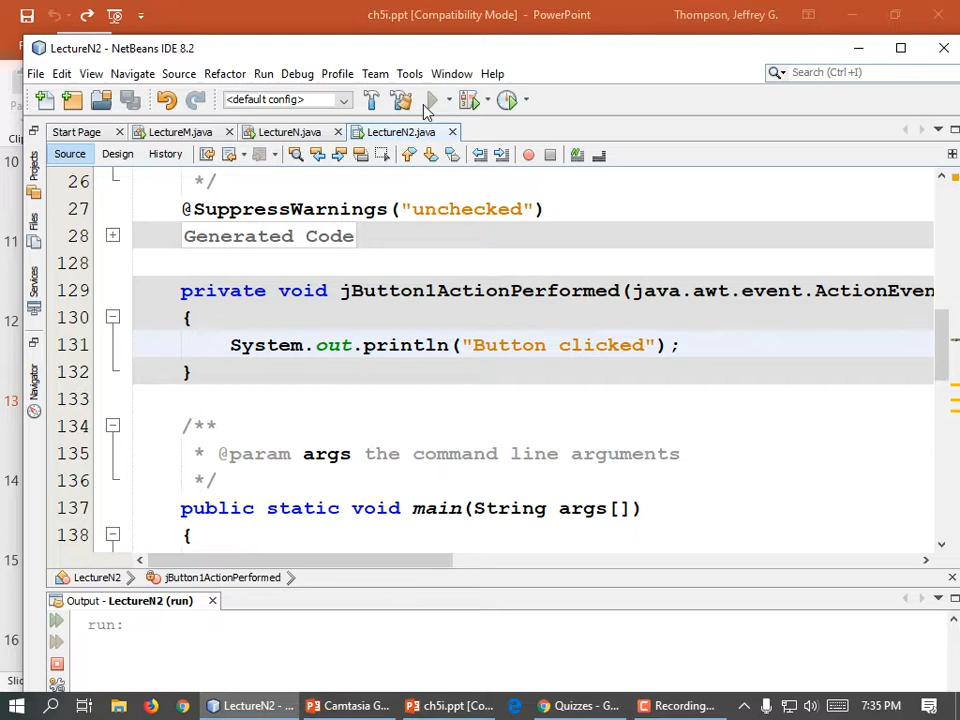 ch5i.ppt [Compatibility Mode] - PowerPoint
Thompson, Jeffrey G.
LectureN2 - NetBeans IDE 8.2
File Edit View Navigate Source Refactor Run Debug Profile Team Tools Window Help
Search (Ctrl+I)
<default config>
Start Page LectureM.java LectureN.java LectureN2.java
Source Design History
Projects
Files
Services
Navigator
10
11
12
13
14
15
16
26 */
27 @SuppressWarnings("unchecked")
28 Generated Code
128
129 private void jButton1ActionPerformed(java.awt.event.ActionEven
130 {
131 System.out.println("Button clicked");
132 }
133
134 /**
135 * @param args the command line arguments
136 */
137 public static void main(String args[])
138 {
LectureN2 jButton1ActionPerformed
Output - LectureN2 (run)
run:
LectureN2 - ... Camtasia G... ch5i.ppt [Co... Quizzes - G... Recording... 7:35 PM